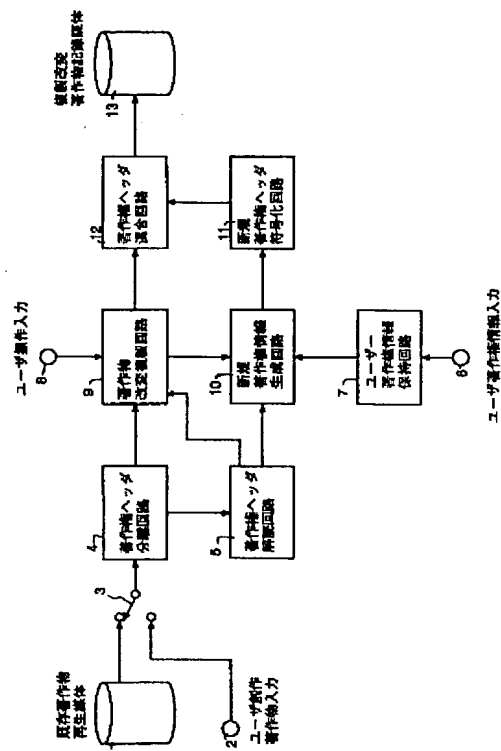 既存著作物
再生媒体
2
ユーザ創作
著作物入力
3
4
著作権ヘッダ
分離回路
5
著作権ヘッダ
解読回路
ユーザ操作入力
8
9
著作物
改変複製回路
10
新規
著作権情報
生成回路
7
ユーザー
著作権情報
保持回路
6
ユーザ著作権情報入力
12
著作権ヘッダ
混合回路
11
新規
著作権ヘッダ
符号化回路
複製改変
著作物記録媒体
13